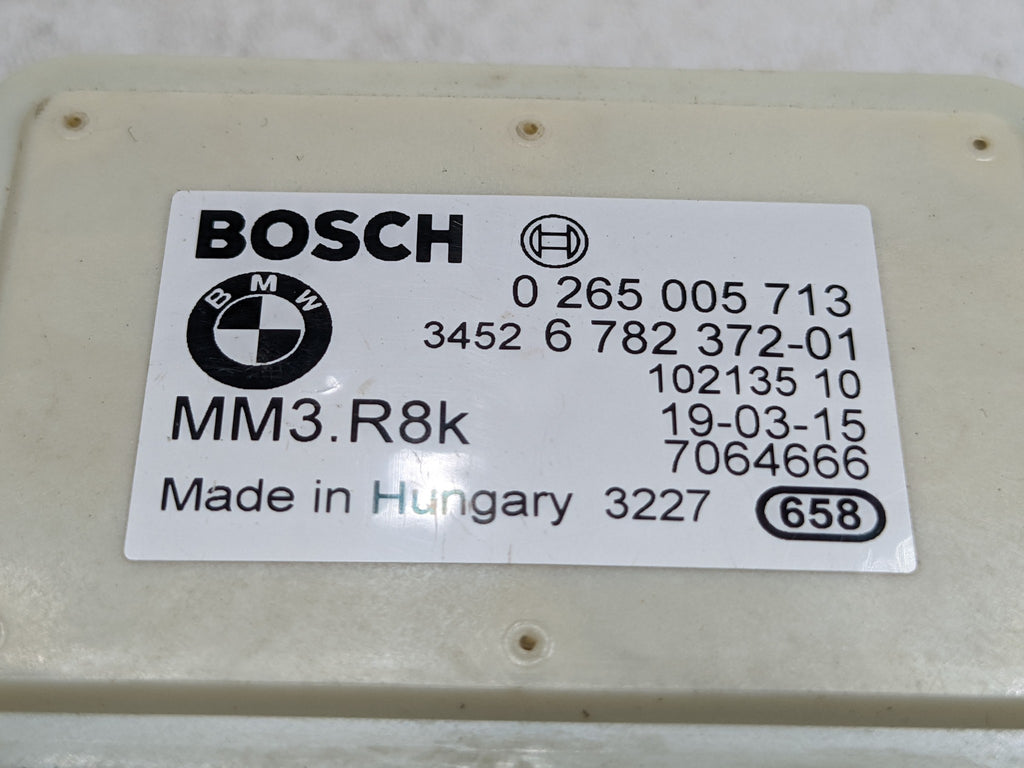 BOSCH
0 265 005 713
BMW
3452 6 782 372-01
102135 10
MM3.R8k
19-03-15
7064666
Made in Hungary 3227 658